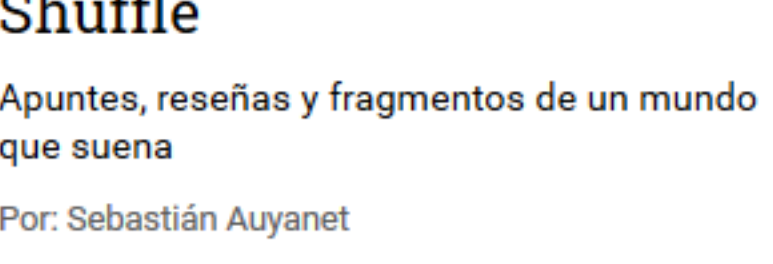 Shuffle
Apuntes, reseñas y fragmentos de un mundo
que suena
Por: Sebastián Auyanet